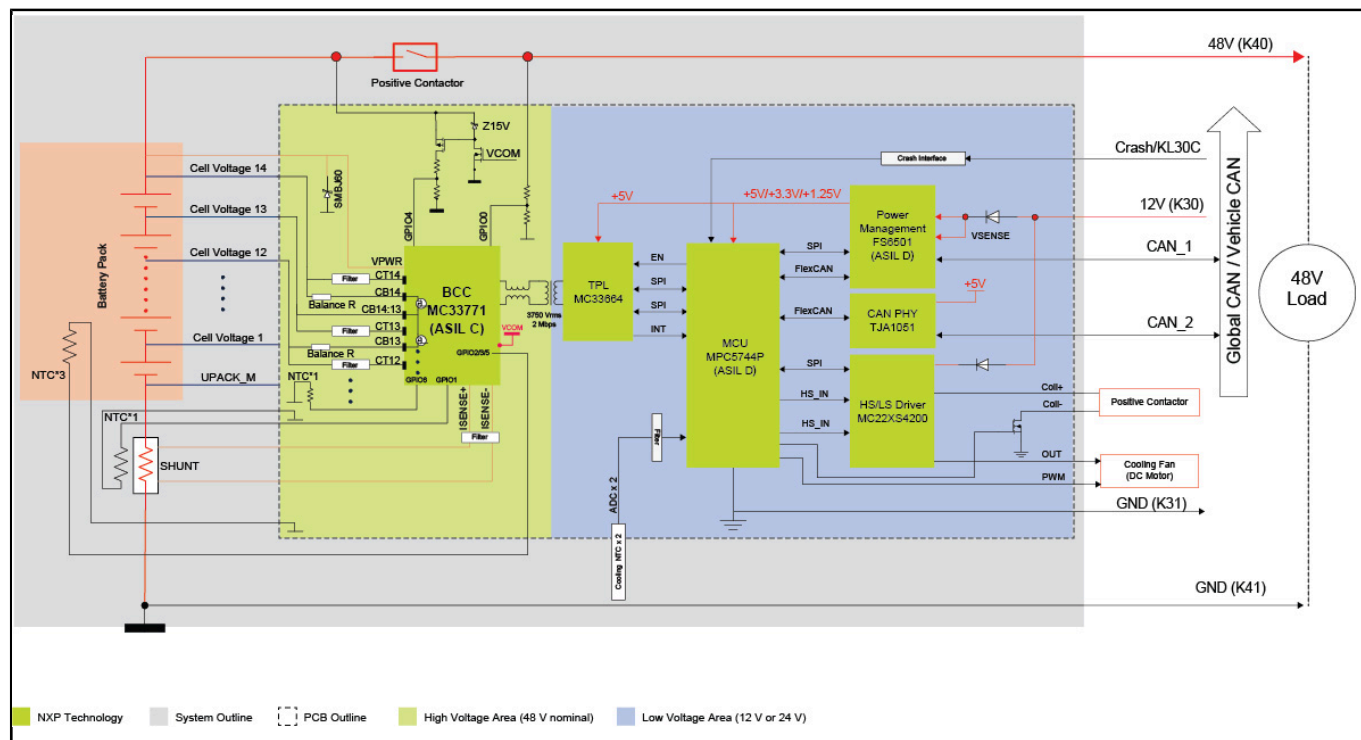 48V (K40)
Positive Contactor
Z15V
VCOM
Crash/KL30C
Crash Interface
Cell Voltage 14
SMBJ60
+5V
+5V/+3.3V/+1.25V
Power
Management
FS6501
(ASIL D)
12V (K30)
VSENSE
Cell Voltage 13
GPIO4
GPIO0
Battery Pack
Cell Voltage 12
VPWR
SPI
CAN_1
Global CAN / Vehicle CAN
EN
TPL
MC33664
FlexCAN
48V
Load
Filter
CT14
BCC
MC33771
(ASIL C)
SPI
+5V
CB14
Balance R
CB14:13
3750 Vrms
2 Mbps
SPI
FlexCAN
CAN PHY
TJA1051
Filter
CT13
VCOM
INT
CAN_2
Cell Voltage 1
CB13
Balance R
MCU
MPC5744P
(ASIL D)
GPIO2/3/5
Filter
CT12
NTC*3
SPI
UPACK_M
NTC*1
GPIO6
GPIO1
Coil+
HS_IN
HS/LS Driver
MC22XS4200
Positive Contactor
Coil-
ISENSE+
ISENSE-
NTC*1
HS_IN
Filter
Filter
OUT
Cooling Fan
(DC Motor)
SHUNT
PWM
ADC x 2
GND (K31)
Cooling NTC x 2
GND (K41)
NXP Technology
System Outline
PCB Outline
High Voltage Area (48 V nominal)
Low Voltage Area (12 V or 24 V)